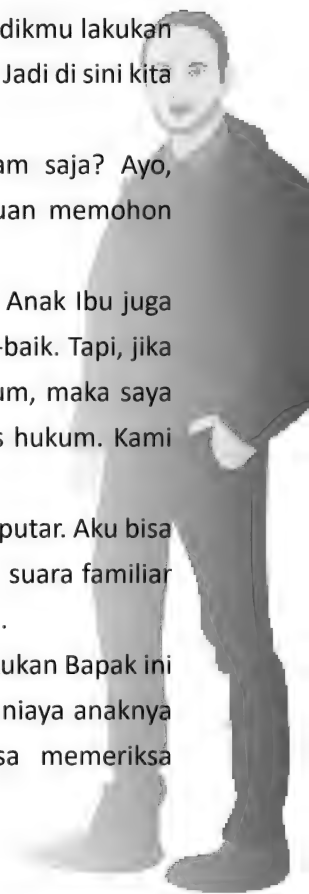 dikmu lakukan
Jadi di sini kita
am saja? Ayo,
uan memohon
Anak Ibu juga
-baik. Tapi, jika
um, maka saya
s hukum. Kami
putar. Aku bisa
suara familiar
.
ukan Bapak ini
niaya anaknya
sa memeriksa